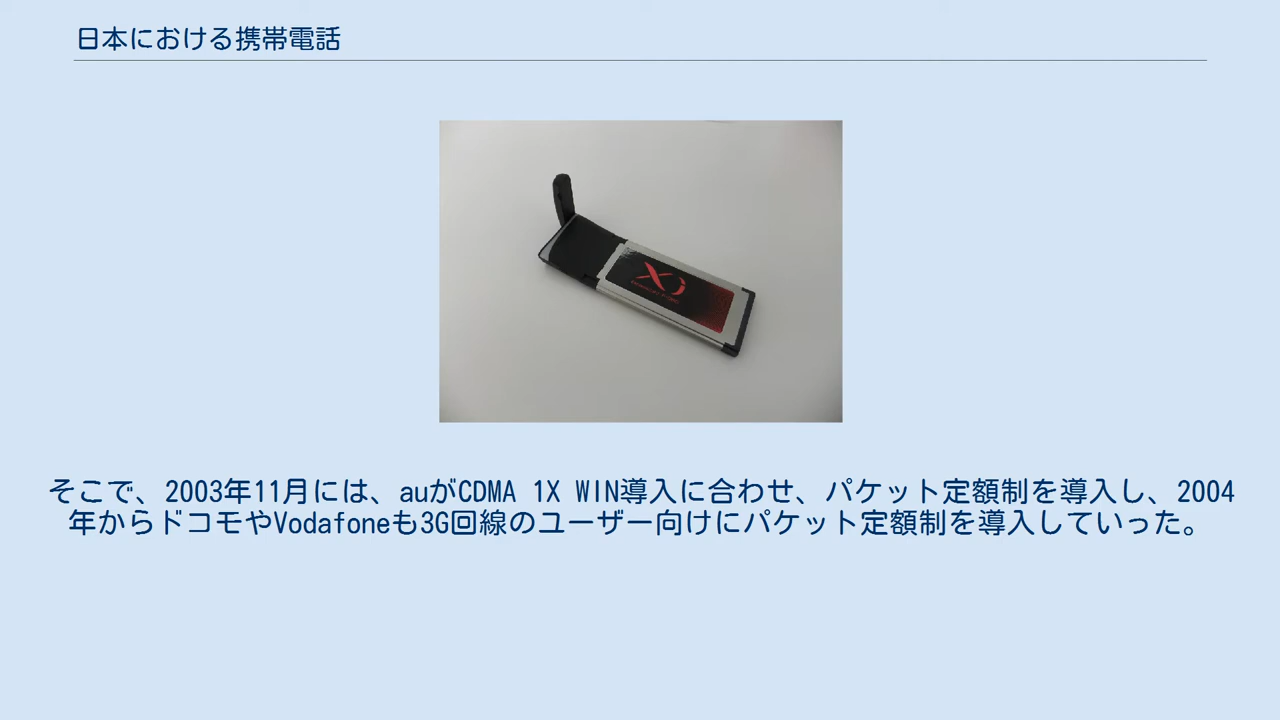 日本における携帯電話
Xi
そこで、2003年11月には、auがCDMA 1X WIN導入に合わせ、パケット定額制を導入し、2004
年からドコモやVodafoneも3G回線のユーザー向けにパケット定額制を導入していった。